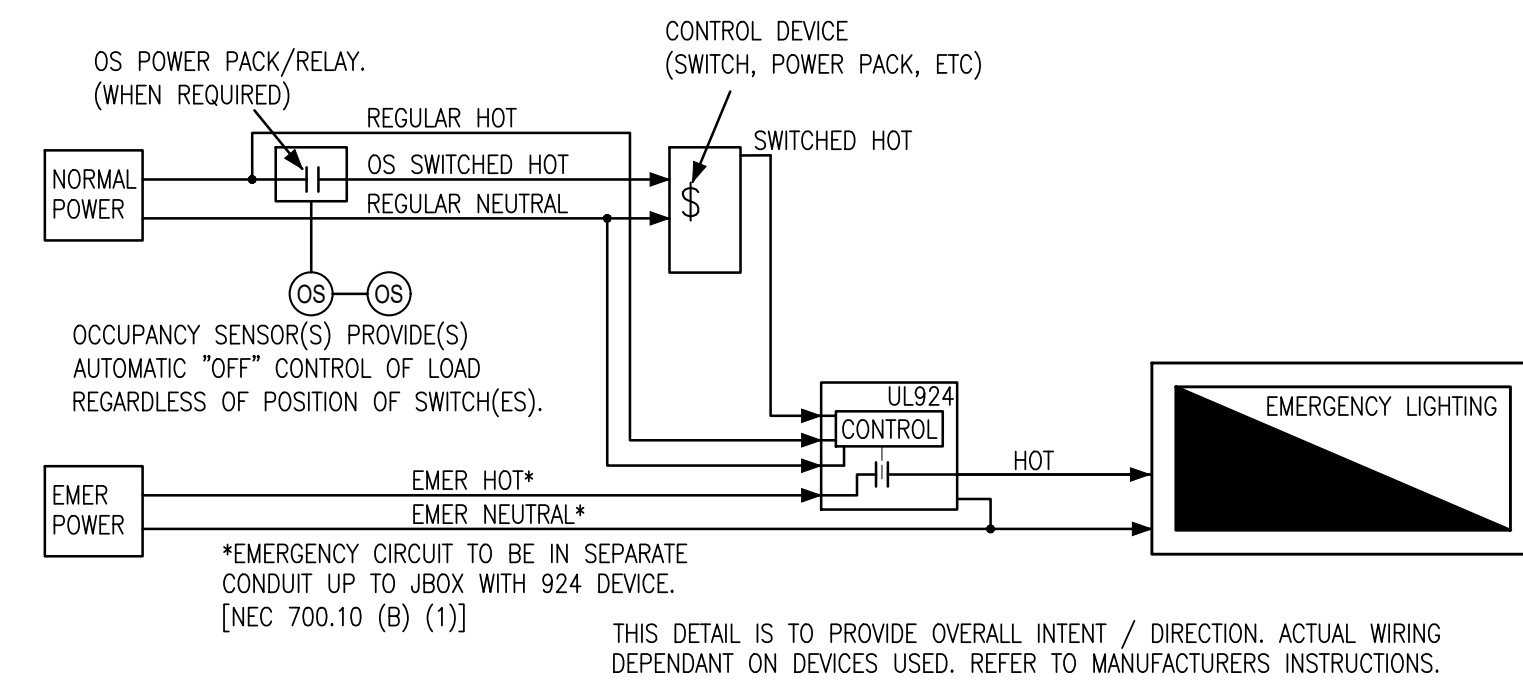 CONTROL DEVICE
(SWITCH, POWER PACK, ETC)
OS POWER PACK/RELAY.
(WHEN REQUIRED)
REGULAR HOT
SWITCHED HOT
OS SWITCHED HOT
NORMAL
POWER
REGULAR NEUTRAL
$
OS
OS
OCCUPANCY SENSOR(S) PROVIDE(S)
AUTOMATIC "OFF" CONTROL OF LOAD
REGARDLESS OF POSITION OF SWITCH(ES).
UL924
CONTROL
EMERGENCY LIGHTING
HOT
EMER
POWER
EMER HOT*
EMER NEUTRAL*
*EMERGENCY CIRCUIT TO BE IN SEPARATE
CONDUIT UP TO JBOX WITH 924 DEVICE.
[NEC 700.10 (B) (1)]
THIS DETAIL IS TO PROVIDE OVERALL INTENT / DIRECTION. ACTUAL WIRING
DEPENDANT ON DEVICES USED. REFER TO MANUFACTURERS INSTRUCTIONS.